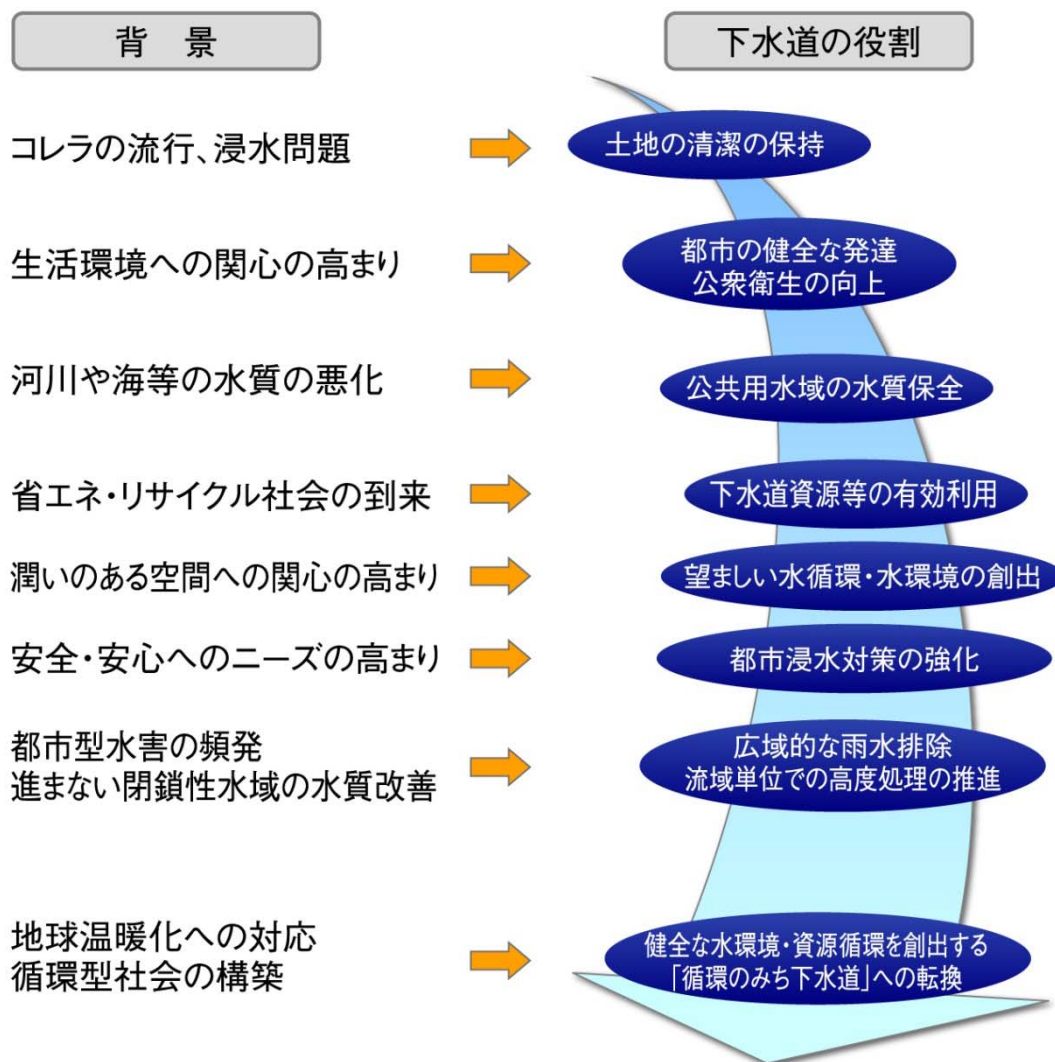 背 景
下水道の役割
コレラの流行、浸水問題
土地の清潔の保持
生活環境への関心の高まり
都市の健全な発達
公衆衛生の向上
河川や海等の水質の悪化
公共用水域の水質保全
省エネ・リサイクル社会の到来
下水道資源等の有効利用
潤いのある空間への関心の高まり
望ましい水循環・水環境の創出
安全・安心へのニーズの高まり
都市浸水対策の強化
都市型水害の頻発
進まない閉鎖性水域の水質改善
広域的な雨水排除
流域単位での高度処理の推進
地球温暖化への対応
循環型社会の構築
健全な水環境・資源循環を創出する
「循環のみち下水道」への転換